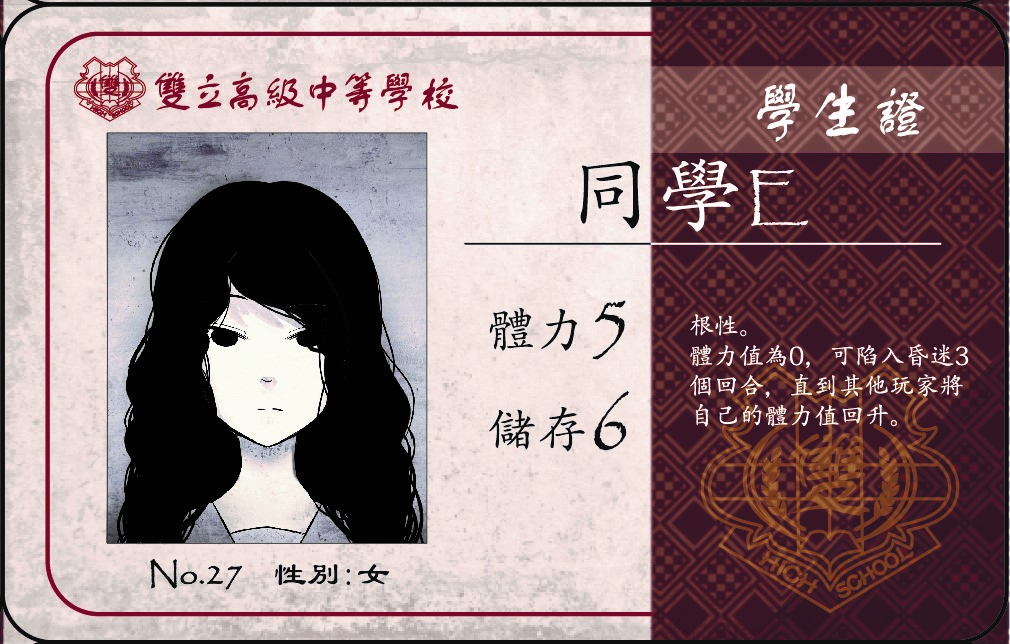 雙立高級中等學校
學生證
同學E
體力5
儲存6
根性。
體力值為0，可陷入昏迷3
個回合，直到其他玩家將
自己的體力值回升。
雙
HIGH SCHOOL
No.27 性別:女